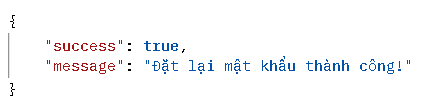 {
    "success": true,
    "message": "Đặt lại mật khẩu thành công!"
}